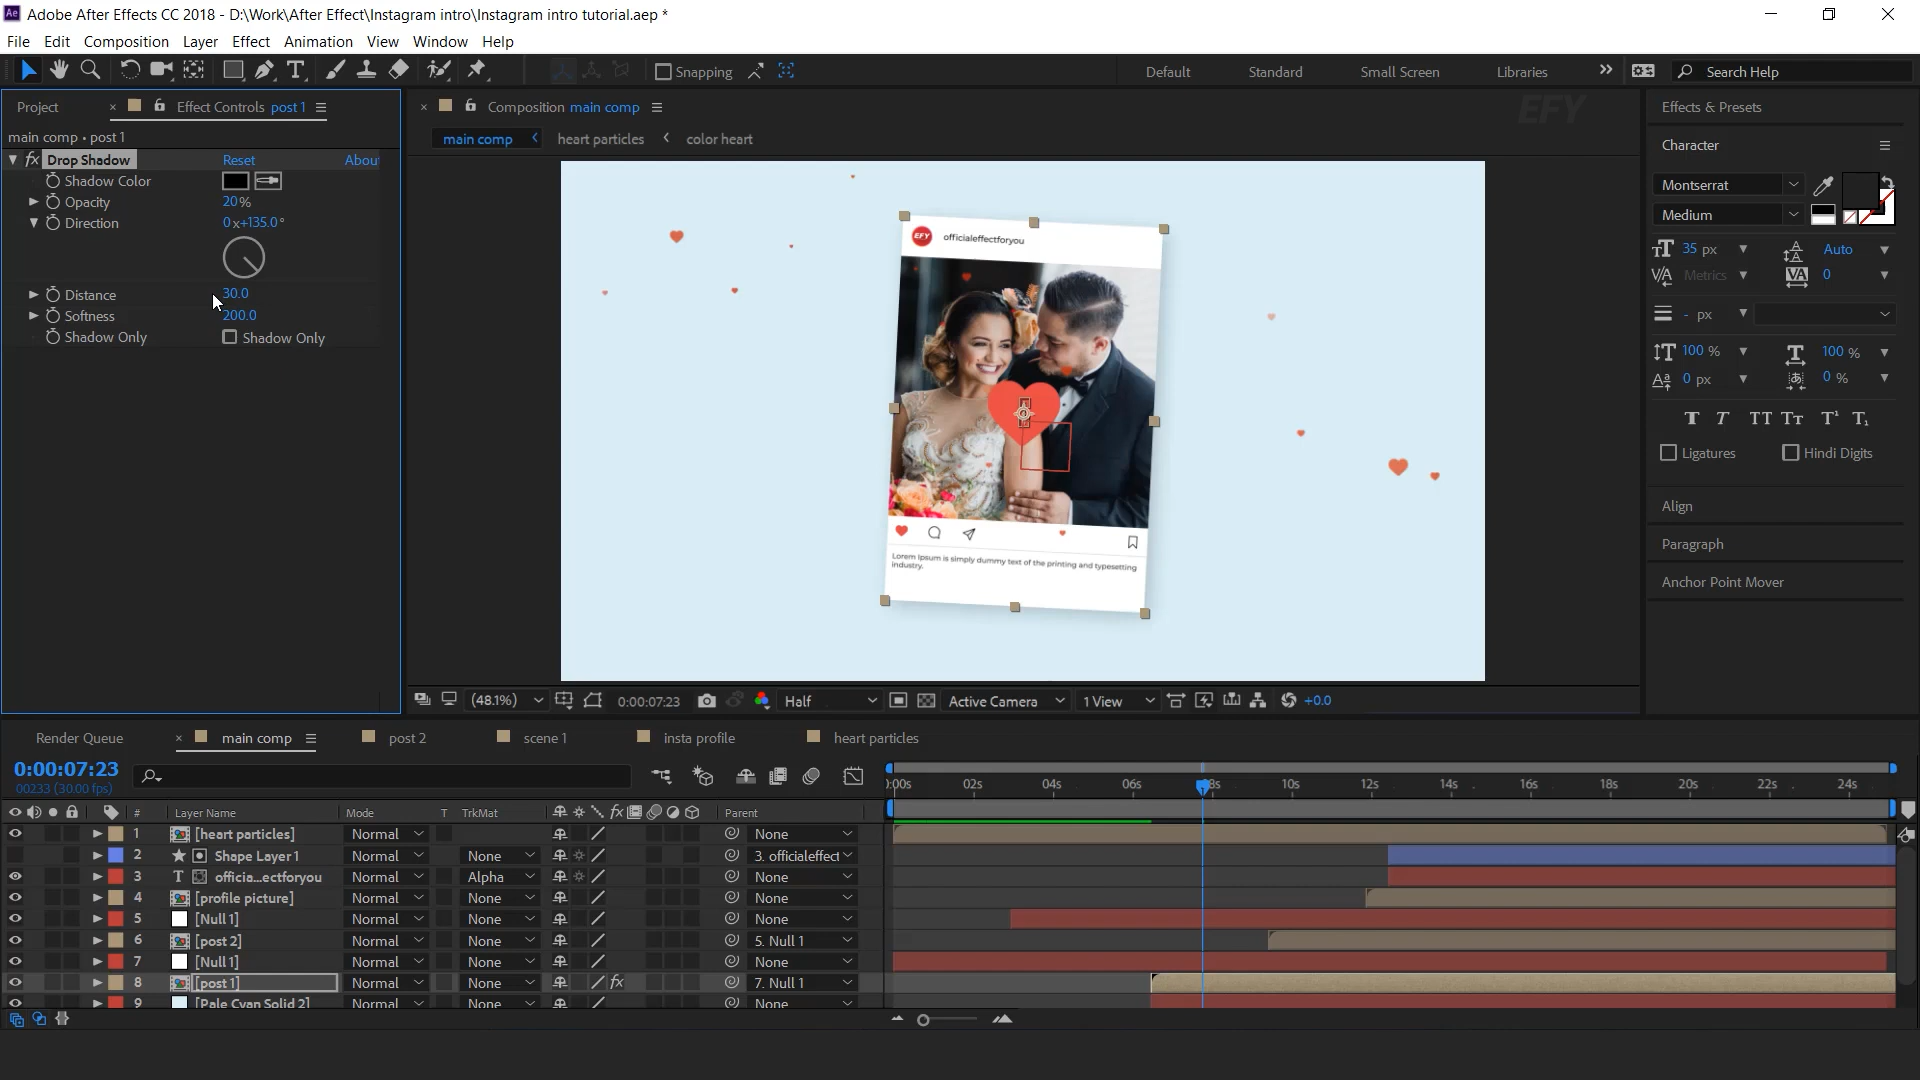 Adobe After Effects CC 2018 - D:\Work\After Effect\Instagram intro\Instagram intro tutorial.aep *
File Edit Composition Layer Effect Animation View Window Help
Snapping Default Standard Small Screen Libraries Search Help
Project Effect Controls post 1
Composition main comp
Effects & Presets
EFY
main comp • post 1
main comp heart particles color heart
Character
fx Drop Shadow Reset Abou
Shadow Color
Opacity 20%
Direction 0x+135.0°
Distance 30.0
Softness 200.0
Shadow Only Shadow Only
EFY officialeffectforyou
Lorem Ipsum is simply dummy text of the printing and typesetting
industry.
Montserrat
Medium
35 px Auto
Metrics 0
- px
100 % 100 %
0 px 0 %
T T TT Tt T¹ T₁
Ligatures Hindi Digits
Align
Paragraph
Anchor Point Mover
(48.1%) 0:00:07:23 Half Active Camera 1 View +0.0
Render Queue main comp post 2 scene 1 insta profile heart particles
0:00:07:23
00233 (30.00 fps)
):00s 02s 04s 06s 08s 10s 12s 14s 16s 18s 20s 22s 24s
# Layer Name Mode T TrkMat fx Parent
1 [heart particles] Normal None
2 Shape Layer 1 Normal None 3. officialeffect
3 T officia...ectforyou Normal Alpha None
4 [profile picture] Normal None None
5 [Null 1] Normal None None
6 [post 2] Normal None 5. Null 1
7 [Null 1] Normal None None
8 [post 1] Normal None fx 7. Null 1
9 [Pale Cyan Solid 2] Normal None None